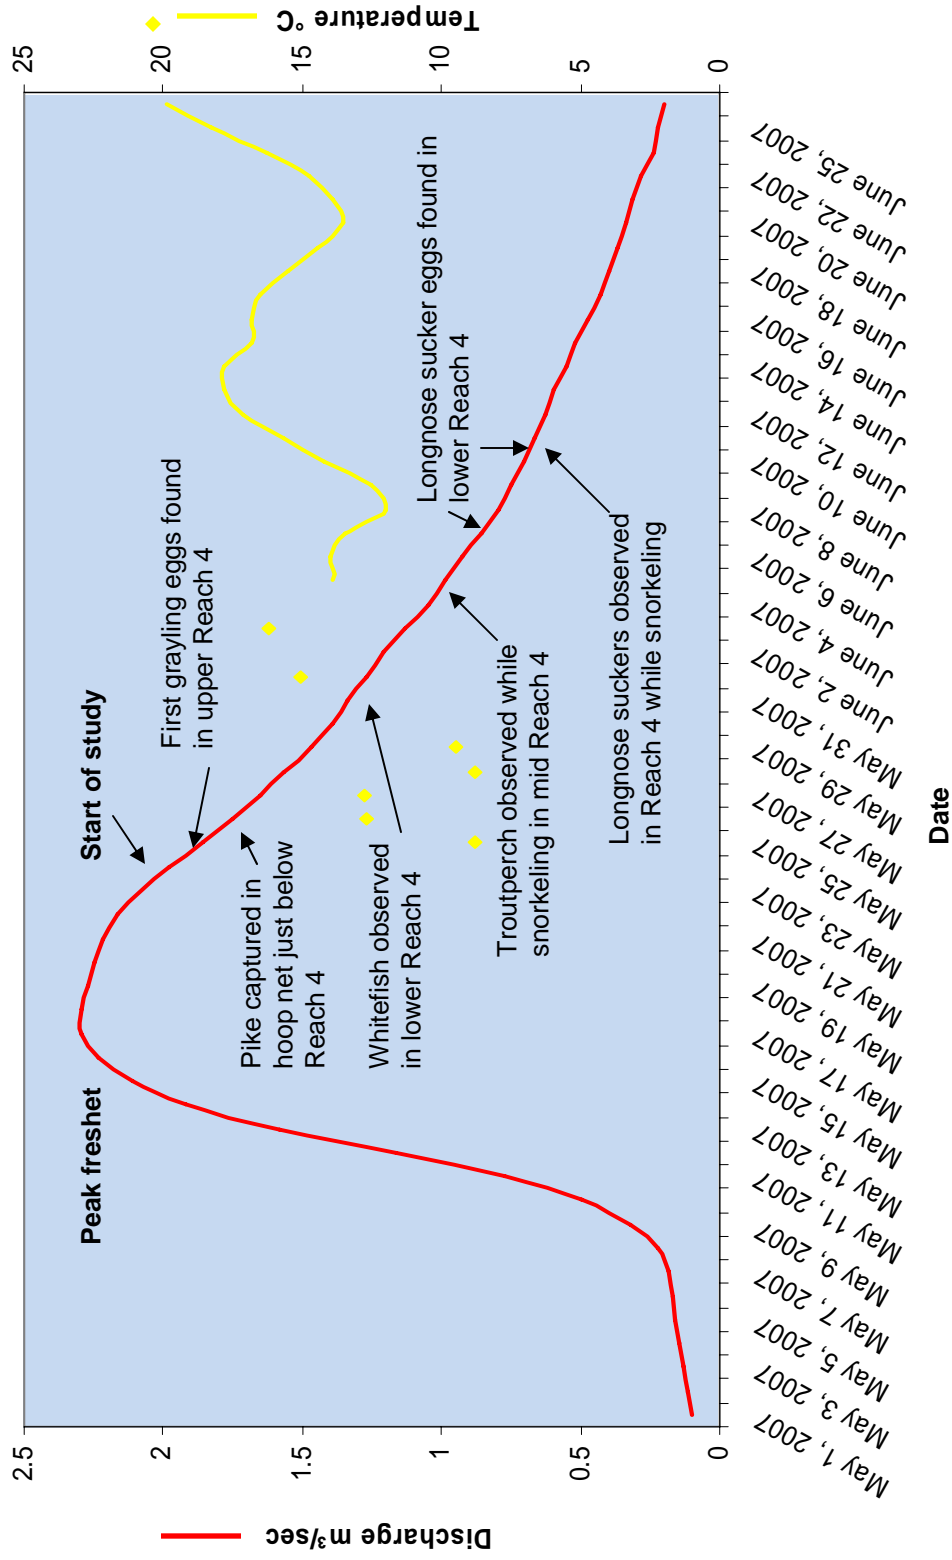 Peak freshet
Start of study
First grayling eggs found
in upper Reach 4
Pike captured in
hoop net just below
Reach 4
Whitefish observed
in lower Reach 4
Troutperch observed while
snorkeling in mid Reach 4
Longnose sucker eggs found in
lower Reach 4
Longnose suckers observed
in Reach 4 while snorkeling
Discharge m³/sec
2.5
2
1.5
1
0.5
0
Temperature °C
25
20
15
10
5
0
May 1, 2007
May 3, 2007
May 5, 2007
May 7, 2007
May 9, 2007
May 11, 2007
May 13, 2007
May 15, 2007
May 17, 2007
May 19, 2007
May 21, 2007
May 23, 2007
May 25, 2007
May 27, 2007
May 29, 2007
May 31, 2007
June 2, 2007
June 4, 2007
June 6, 2007
June 8, 2007
June 10, 2007
June 12, 2007
June 14, 2007
June 16, 2007
June 18, 2007
June 20, 2007
June 22, 2007
June 25, 2007
Date